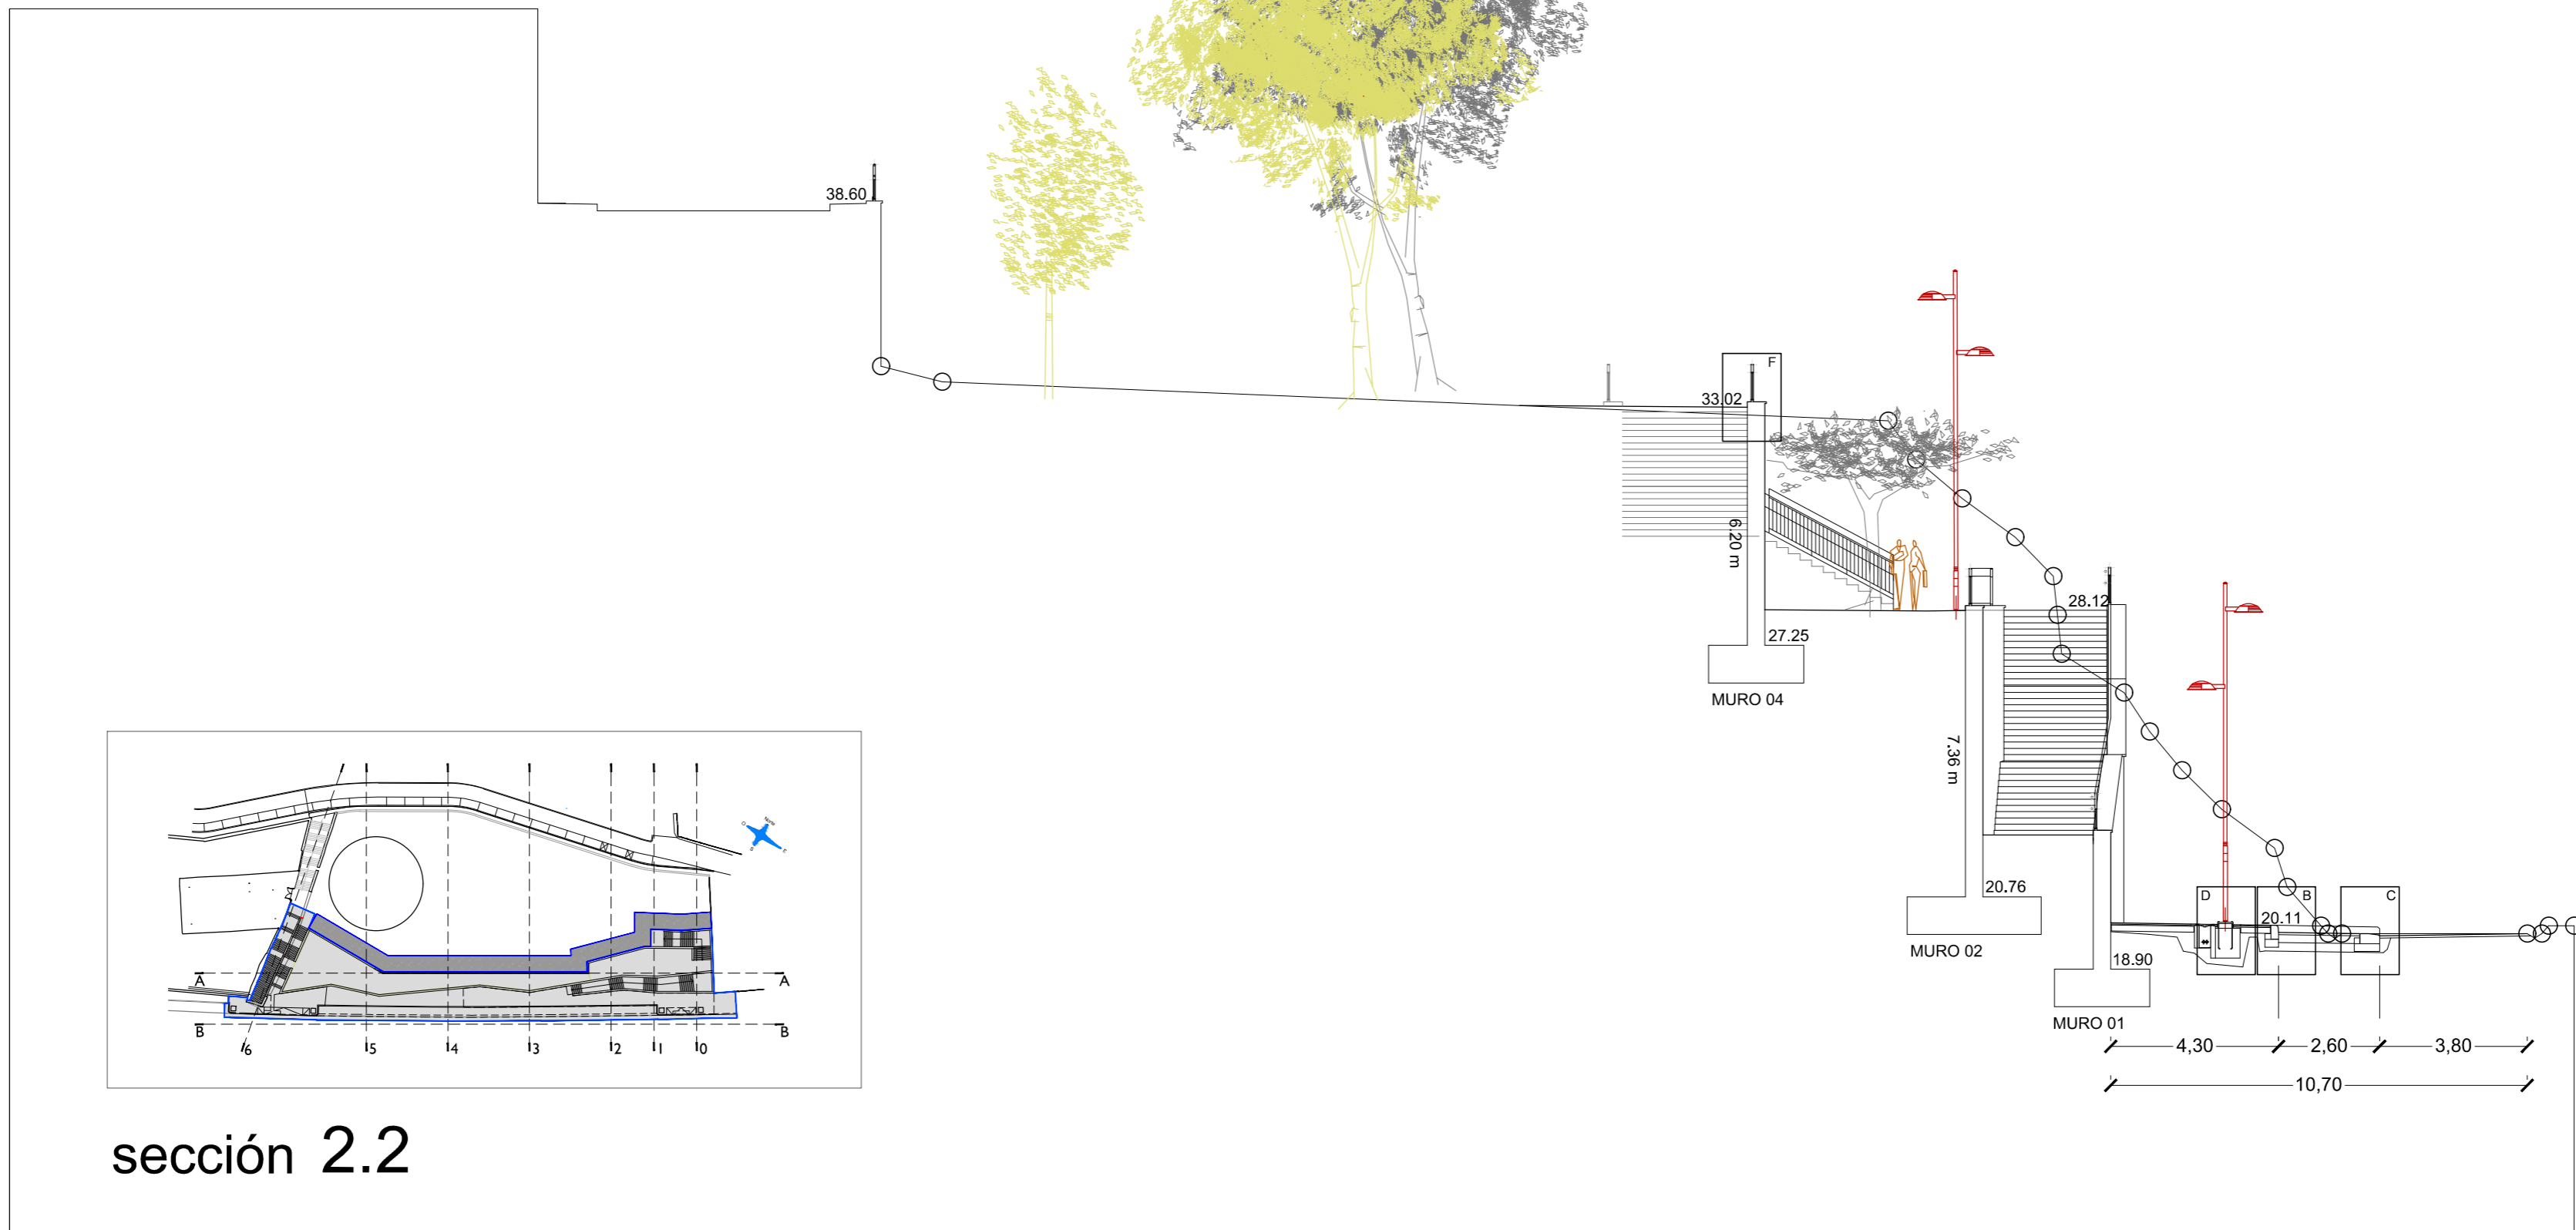 38.60
F
33.02
6.20 m
28.12
27.25
MURO 04
7.36 m
20.76
MURO 02
D
B
C
20.11
18.90
MURO 01
4,30
2,60
3,80
10,70
Norte
O
S
E
A
A
B
B
6
5
4
3
2
1
0
sección 2.2